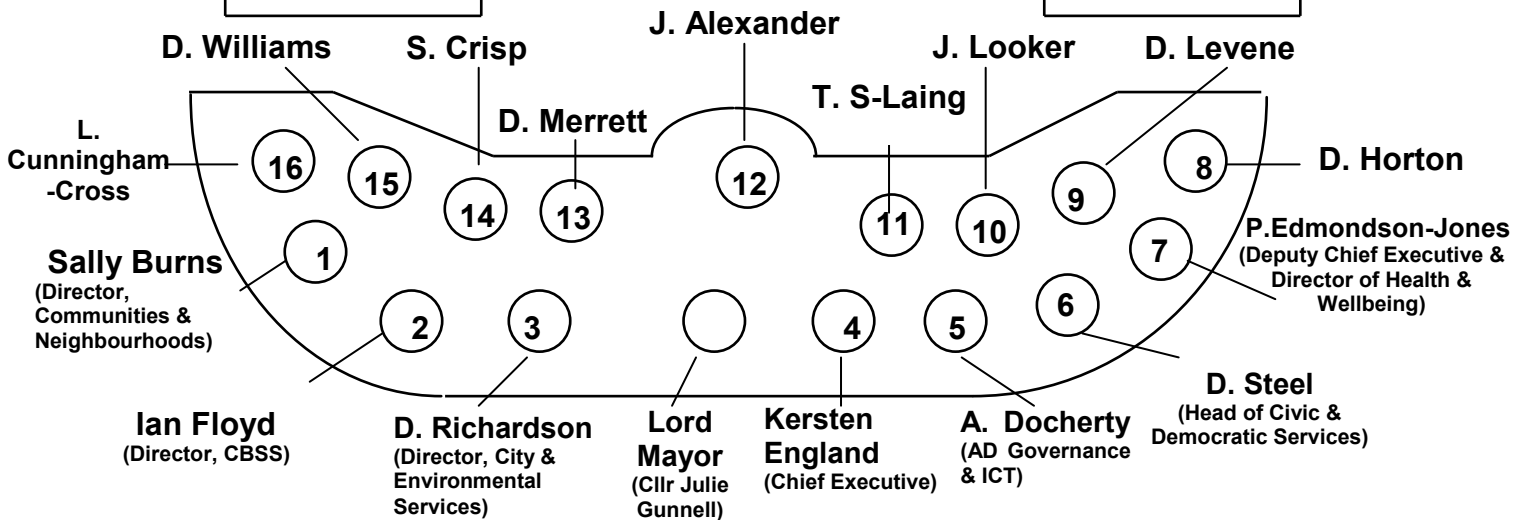 J. Alexander
D. Williams
S. Crisp
J. Looker
D. Levene
T. S-Laing
D. Merrett
L.
Cunningham
-Cross
16
15
14
13
12
11
10
9
8
D. Horton
Sally Burns
(Director,
Communities &
Neighbourhoods)
1
2
3
4
5
6
7
P.Edmondson-Jones
(Deputy Chief Executive &
Director of Health &
Wellbeing)
Ian Floyd
(Director, CBSS)
D. Richardson
(Director, City &
Environmental
Services)
Lord
Mayor
(Cllr Julie
Gunnell)
Kersten
England
(Chief Executive)
A. Docherty
(AD Governance
& ICT)
D. Steel
(Head of Civic &
Democratic Services)